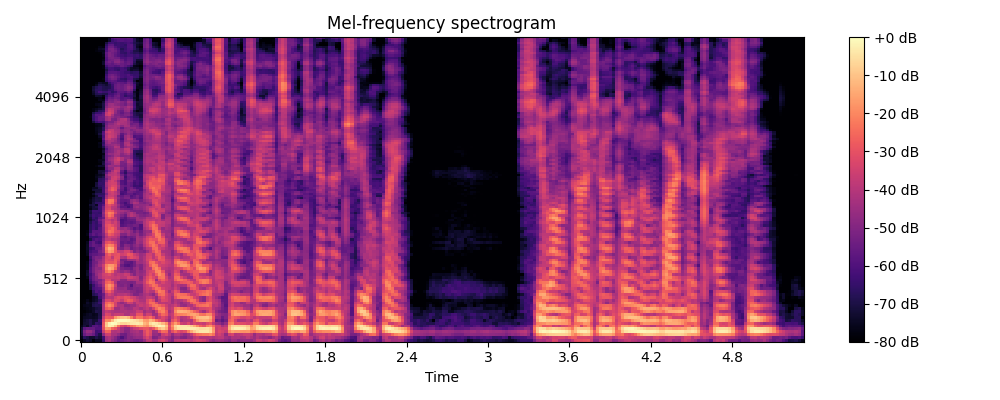 Mel-frequency spectrogram
+0 dB
-10 dB
-20 dB
-30 dB
-40 dB
-50 dB
-60 dB
-70 dB
-80 dB
Hz
4096
2048
1024
512
0
0 0.6 1.2 1.8 2.4 3 3.6 4.2 4.8
Time